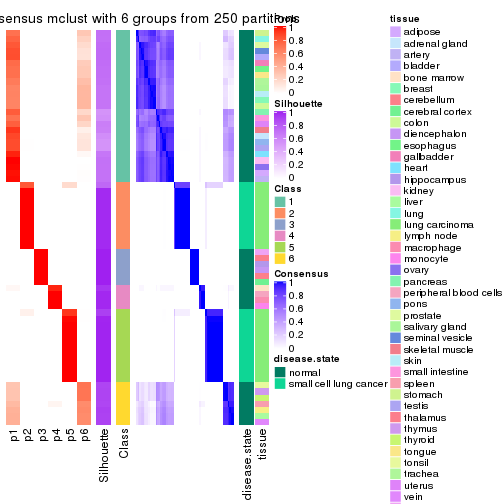 sensus mclust with 6 groups from 250 partitions
1
0.8
0.6
0.4
0.2
0
Silhouette
1
0.8
0.6
0.4
0.2
0
Class
1
2
3
4
5
6
Consensus
1
0.8
0.6
0.4
0.2
0
disease.state
normal
small cell lung cancer
tissue
adipose
adrenal gland
artery
bladder
bone marrow
breast
cerebellum
cerebral cortex
colon
diencephalon
esophagus
gallbadder
heart
hippocampus
kidney
liver
lung
lung carcinoma
lymph node
macrophage
monocyte
ovary
pancreas
peripheral blood cells
pons
prostate
salivary gland
seminal vesicle
skeletal muscle
skin
small intestine
spleen
stomach
testis
thalamus
thymus
thyroid
tongue
tonsil
trachea
uterus
vein
p1
p2
p3
p4
p5
p6
Silhouette
Class
disease.state
tissue